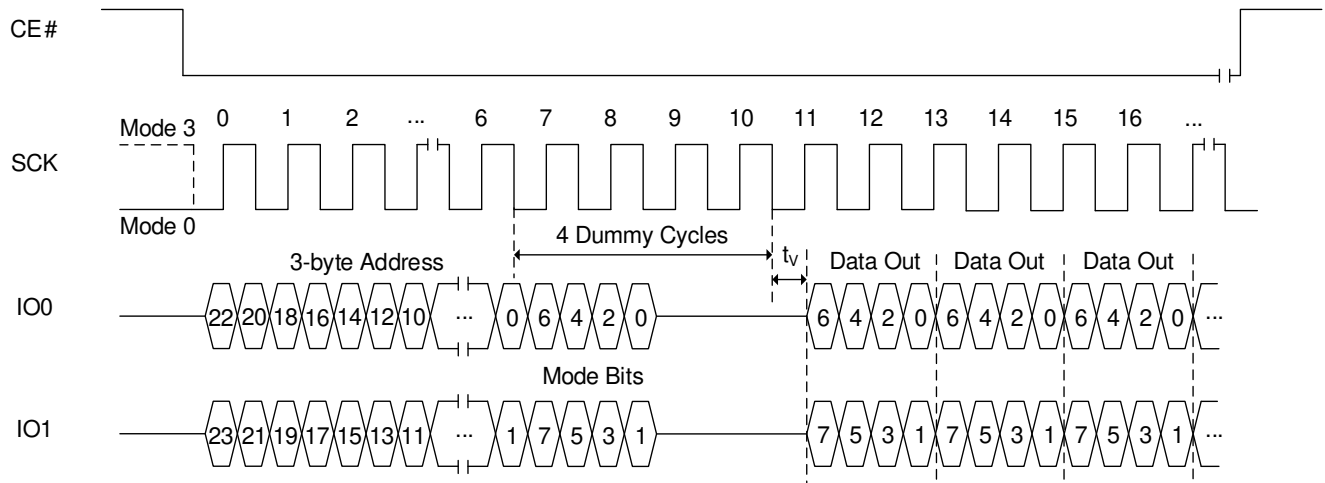 CE#
Mode 3
0 1 2 ... 6 7 8 9 10 11 12 13 14 15 16 ...
SCK
Mode 0
4 Dummy Cycles
3-byte Address
tV
Data Out Data Out Data Out
IO0
22 20 18 16 14 12 10 ... 0 6 4 2 0 6 4 2 0 6 4 2 0 6 4 2 0 ...
Mode Bits
IO1
23 21 19 17 15 13 11 ... 1 7 5 3 1 7 5 3 1 7 5 3 1 7 5 3 1 ...